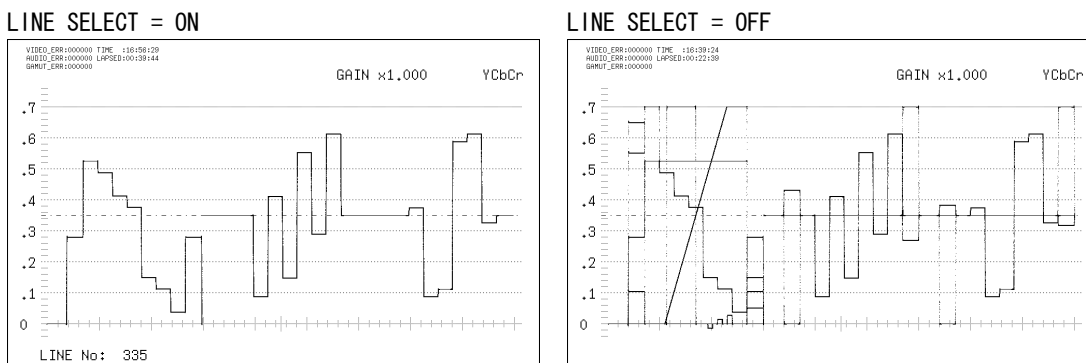 LINE SELECT = ON
VIDEO_ERR:000000 TIME :16:56:29
AUDIO_ERR:000000 LAPSED:00:39:44
GAMUT_ERR:000000
GAIN x1.000 YCbCr
.7
.6
.5
.4
.3
.2
.1
0
LINE No: 335
LINE SELECT = OFF
VIDEO_ERR:000000 TIME :16:39:24
AUDIO_ERR:000000 LAPSED:00:22:39
GAMUT_ERR:000000
GAIN x1.000 YCbCr
.7
.6
.5
.4
.3
.2
.1
0